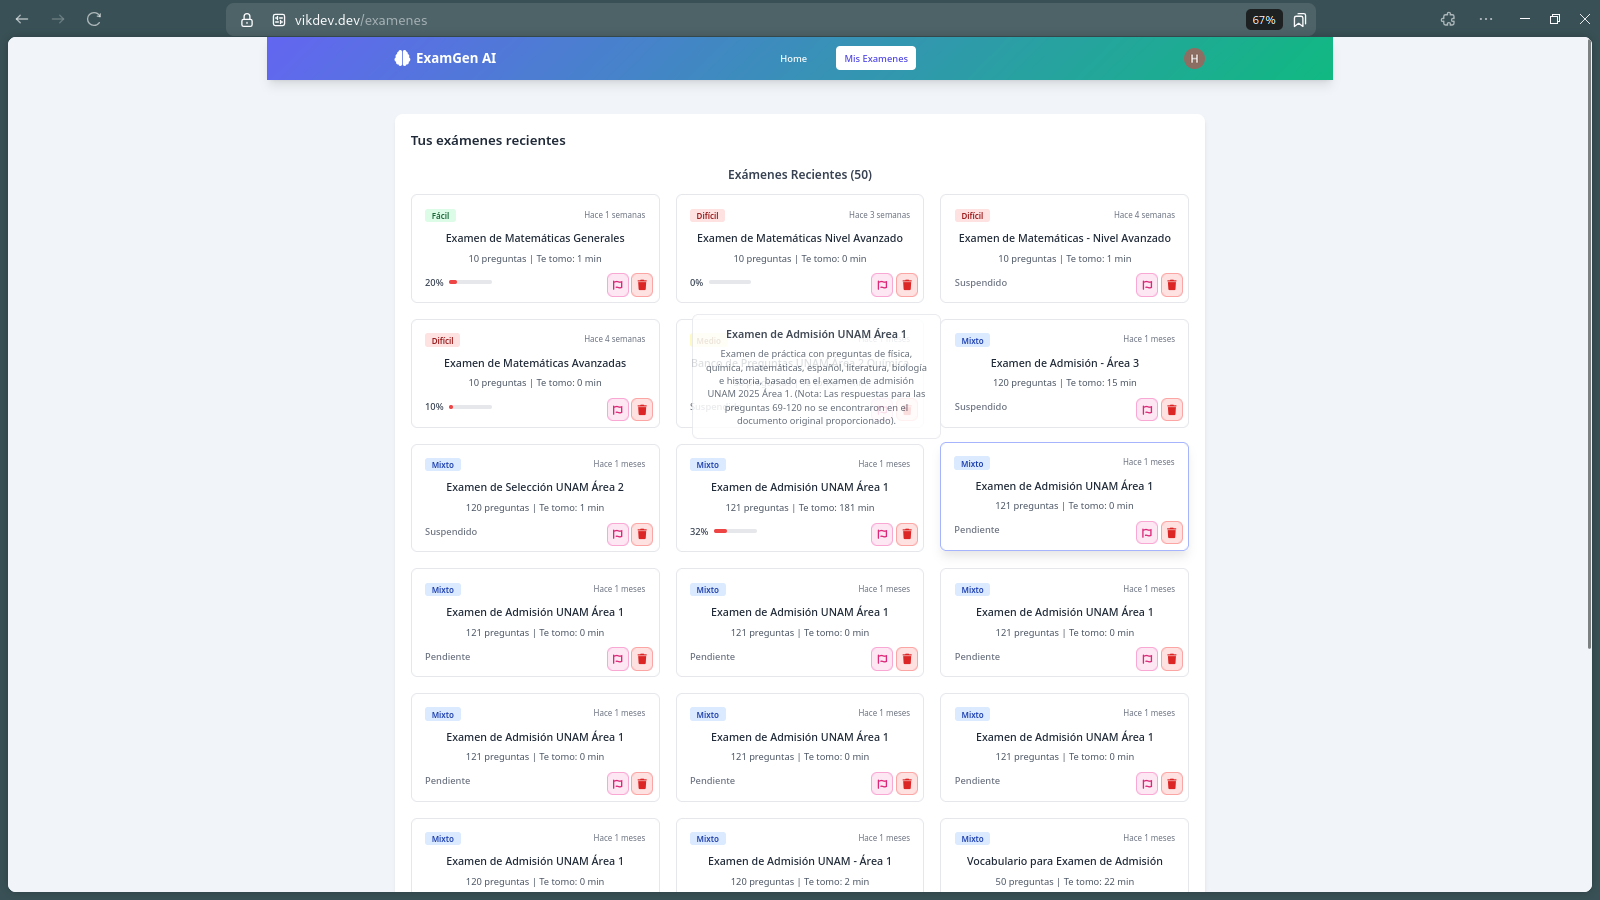 vikdev.dev/examenes
67%
ExamGen AI
Home
Mis Examenes
H
Tus exámenes recientes
Exámenes Recientes (50)
Fácil
Hace 1 semanas
Examen de Matemáticas Generales
10 preguntas | Te tomo: 1 min
20%
Difícil
Hace 3 semanas
Examen de Matemáticas Nivel Avanzado
10 preguntas | Te tomo: 0 min
0%
Difícil
Hace 4 semanas
Examen de Matemáticas - Nivel Avanzado
10 preguntas | Te tomo: 1 min
Suspendido
Difícil
Hace 4 semanas
Examen de Matemáticas Avanzadas
10 preguntas | Te tomo: 0 min
10%
Medio
Banco de Preguntas UNAM Área 2 Química
Examen de Admisión UNAM Área 1
Examen de práctica con preguntas de física,
química, matemáticas, español, literatura, biología
e historia, basado en el examen de admisión
UNAM 2025 Área 1. (Nota: Las respuestas para las
preguntas 69-120 no se encontraron en el
documento original proporcionado).
Mixto
Hace 1 meses
Examen de Admisión - Área 3
120 preguntas | Te tomo: 15 min
Suspendido
Mixto
Hace 1 meses
Examen de Selección UNAM Área 2
120 preguntas | Te tomo: 1 min
Suspendido
Mixto
Hace 1 meses
Examen de Admisión UNAM Área 1
121 preguntas | Te tomo: 181 min
32%
Mixto
Hace 1 meses
Examen de Admisión UNAM Área 1
121 preguntas | Te tomo: 0 min
Pendiente
Mixto
Hace 1 meses
Examen de Admisión UNAM Área 1
121 preguntas | Te tomo: 0 min
Pendiente
Mixto
Hace 1 meses
Examen de Admisión UNAM Área 1
121 preguntas | Te tomo: 0 min
Pendiente
Mixto
Hace 1 meses
Examen de Admisión UNAM Área 1
121 preguntas | Te tomo: 0 min
Pendiente
Mixto
Hace 1 meses
Examen de Admisión UNAM Área 1
121 preguntas | Te tomo: 0 min
Pendiente
Mixto
Hace 1 meses
Examen de Admisión UNAM Área 1
121 preguntas | Te tomo: 0 min
Pendiente
Mixto
Hace 1 meses
Examen de Admisión UNAM Área 1
121 preguntas | Te tomo: 0 min
Pendiente
Mixto
Hace 1 meses
Examen de Admisión UNAM Área 1
120 preguntas | Te tomo: 0 min
Mixto
Hace 1 meses
Examen de Admisión UNAM - Área 1
120 preguntas | Te tomo: 2 min
Mixto
Hace 1 meses
Vocabulario para Examen de Admisión
50 preguntas | Te tomo: 22 min